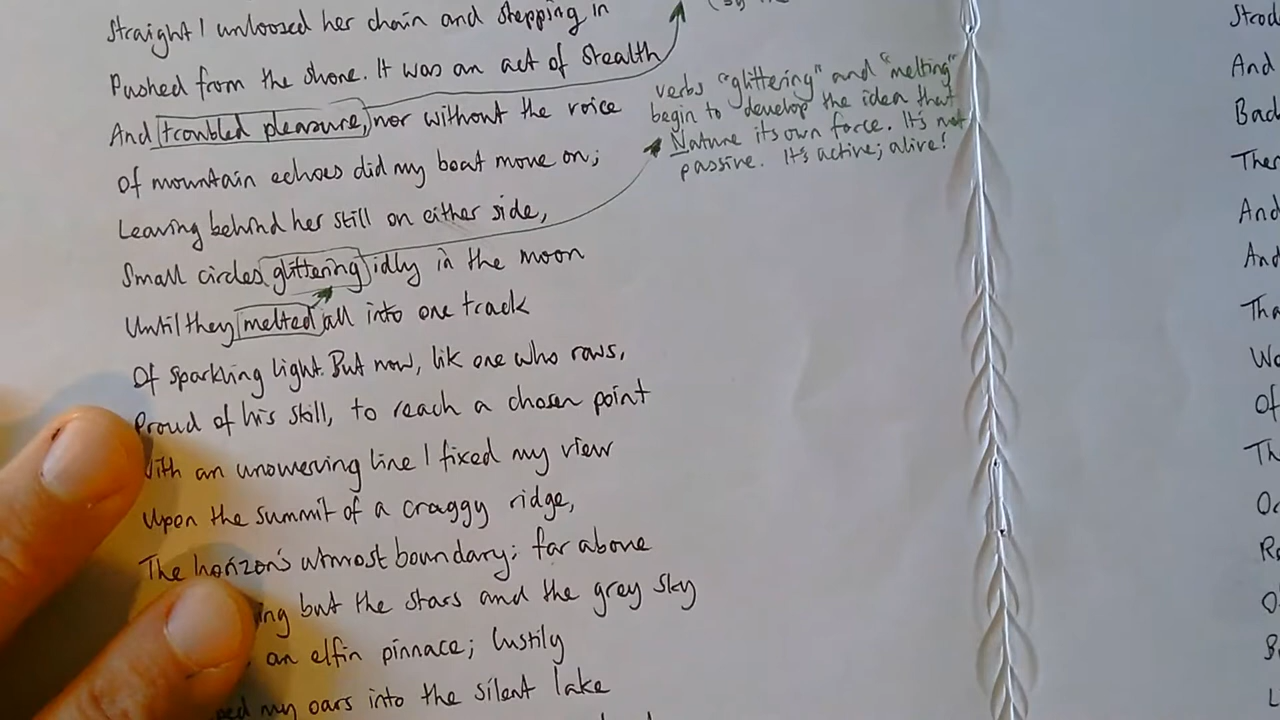 Straight I unloosed her chain and stepping in
Pushed from the shore. It was an act of stealth
And troubled pleasure, nor without the voice
of mountain echoes did my boat move on;
Leaving behind her still on either side,
Small circles glittering idly in the moon
Until they melted all into one track
Of sparkling light. But now, lik one who rows,
Proud of his skill, to reach a chosen point
With an unswerving line I fixed my view
Upon the summit of a craggy ridge,
The horizon's utmost boundary; far above
but the stars and the grey sky
an elfin pinnace; lustily
my oars into the silent lake
verbs "glittering" and "melting"
begin to develop the idea that
Nature its own force. It's not
passive. It's active; alive!
And
And
And